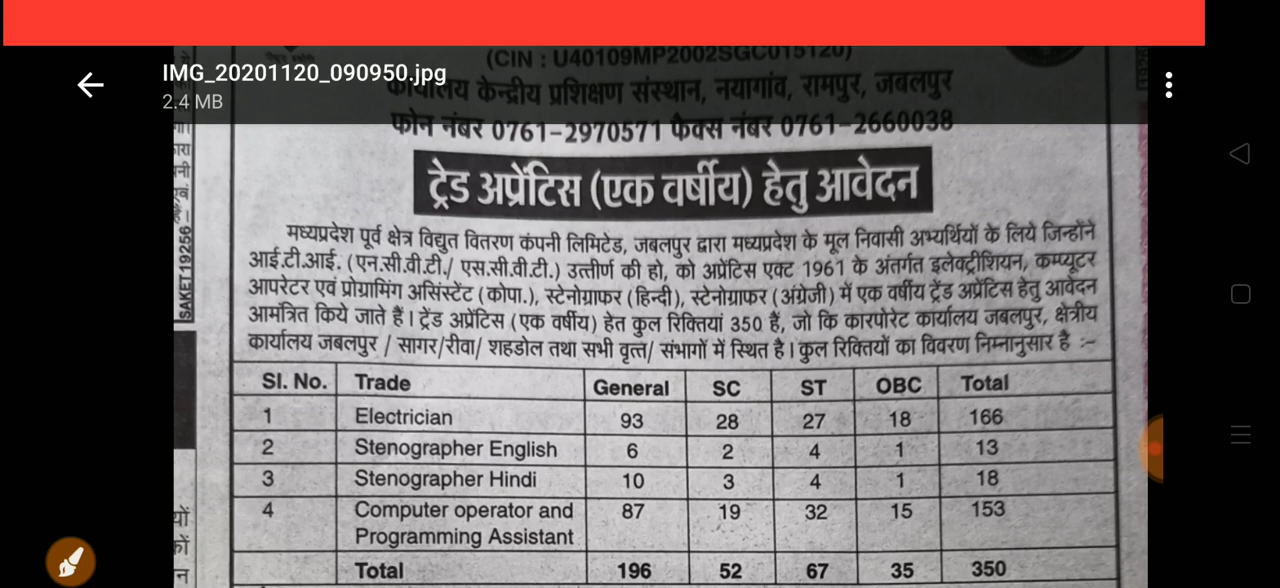 (CIN : U40109MP2002SGC015120)
IMG_20201120_090950.jpg
2.4 MB
कार्यालय केन्द्रीय प्रशिक्षण संस्थान, नयागांव, रामपुर, जबलपुर
फोन नंबर 0761-2970571 फैक्स नंबर 0761-2660038
ट्रेड अप्रेंटिस (एक वर्षीय) हेतु आवेदन
मध्यप्रदेश पूर्व क्षेत्र विद्युत वितरण कंपनी लिमिटेड, जबलपुर द्वारा मध्यप्रदेश के मूल निवासी अभ्यर्थियों के लिये जिन्होंने
आई.टी.आई. (एन.सी.वी.टी./ एस.सी.वी.टी.) उत्तीर्ण की हो, को अप्रेंटिस एक्ट 1961 के अंतर्गत इलेक्ट्रीशियन, कम्प्यूटर
आपरेटर एवं प्रोग्रामिंग असिंस्टेंट (कोपा.), स्टेनोग्राफर (हिन्दी), स्टेनोग्राफर (अंग्रेजी) में एक वर्षीय ट्रेंड अप्रेंटिस हेतु आवेदन
आमंत्रित किये जाते हैं। ट्रेंड अप्रेंटिस (एक वर्षीय) हेत कुल रिक्तियां 350 हैं, जो कि कारपोरेट कार्यालय जबलपुर, क्षेत्रीय
कार्यालय जबलपुर / सागर/रीवा/ शहडोल तथा सभी वृत्त/ संभागों में स्थित है। कुल रिक्तियों का विवरण निम्नानुसार है :-
Sl. No. Trade General SC ST OBC Total
1 Electrician 93 28 27 18 166
2 Stenographer English 6 2 4 1 13
3 Stenographer Hindi 10 3 4 1 18
4 Computer operator and 87 19 32 15 153
Programming Assistant
Total 196 52 67 35 350
SAKET19256